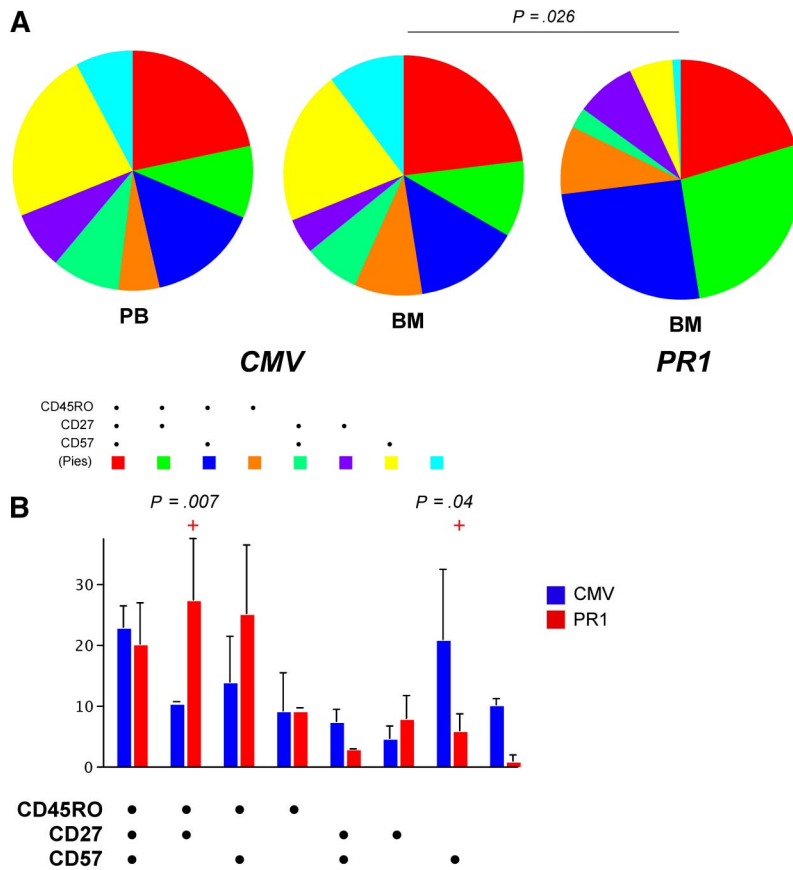 A
P = .026
PB
BM
BM
CMV
PR1
CD45RO
CD27
CD57
(Pies)
B
P = .007
P = .04
+
+
30
20
10
0
CMV
PR1
CD45RO
CD27
CD57